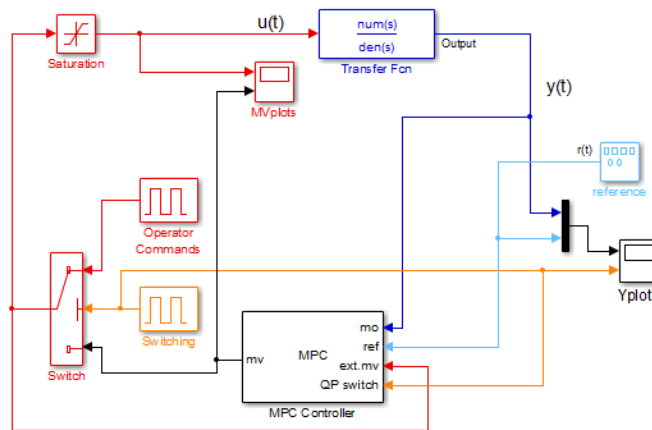 u(t)
num(s)
den(s)
Output
Transfer Fcn
Saturation
MVplots
y(t)
r(t)
reference
Operator
Commands
Switching
Switch
Yplot
mo
ref
mv
MPC
ext.mv
QP switch
MPC Controller